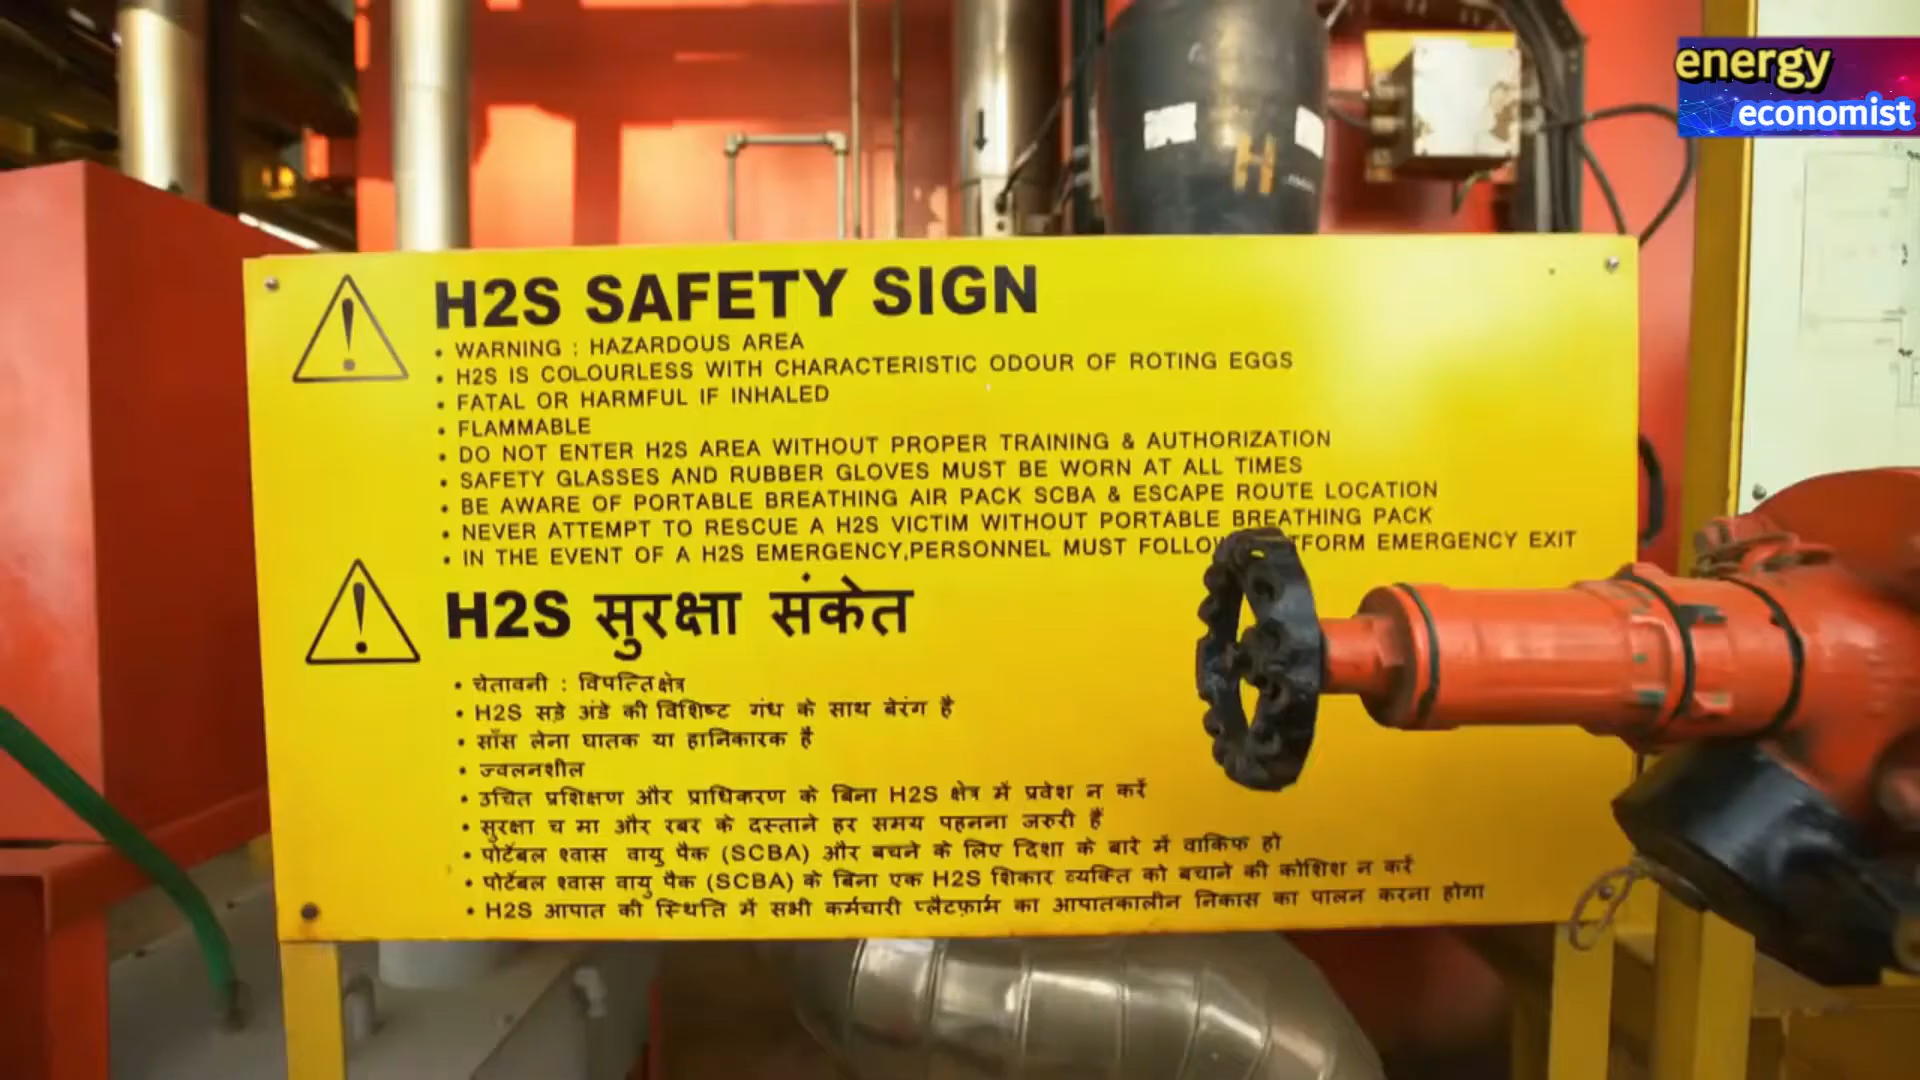 energy
economist
H
H2S SAFETY SIGN
• WARNING : HAZARDOUS AREA
• H2S IS COLOURLESS WITH CHARACTERISTIC ODOUR OF ROTING EGGS
• FATAL OR HARMFUL IF INHALED
• FLAMMABLE
• DO NOT ENTER H2S AREA WITHOUT PROPER TRAINING & AUTHORIZATION
• SAFETY GLASSES AND RUBBER GLOVES MUST BE WORN AT ALL TIMES
• BE AWARE OF PORTABLE BREATHING AIR PACK SCBA & ESCAPE ROUTE LOCATION
• NEVER ATTEMPT TO RESCUE A H2S VICTIM WITHOUT PORTABLE BREATHING PACK
• IN THE EVENT OF A H2S EMERGENCY,PERSONNEL MUST EMERGENCY EXIT
H2S सुरक्षा संकेत
• चेतावनी : विपत्ति क्षेत्र
• H2S सड़े अंडे की विशिष्ट गंध के साथ बेरंग है
• साँस लेना घातक या हानिकारक है
• ज्वलनशील
• उचित प्रशिक्षण और प्राधिकरण के बिना H2S क्षेत्र में प्रवेश न करें
• सुरक्षा च मा और रबर के दस्ताने हर समय पहनना जरुरी हैं
• पोर्टेबल श्वास वायु पैक (SCBA) और बचने के लिए दिशा के बारे में वाकिफ हो
• पोर्टेबल श्वास वायु पैक (SCBA) के बिना एक H2S शिकार व्यक्ति को बचाने की कोशिश न करें
• H2S आपात की स्थिति में सभी कर्मचारी प्लैटफ़ार्म का आपातकालीन निकास का पालन करना होगा